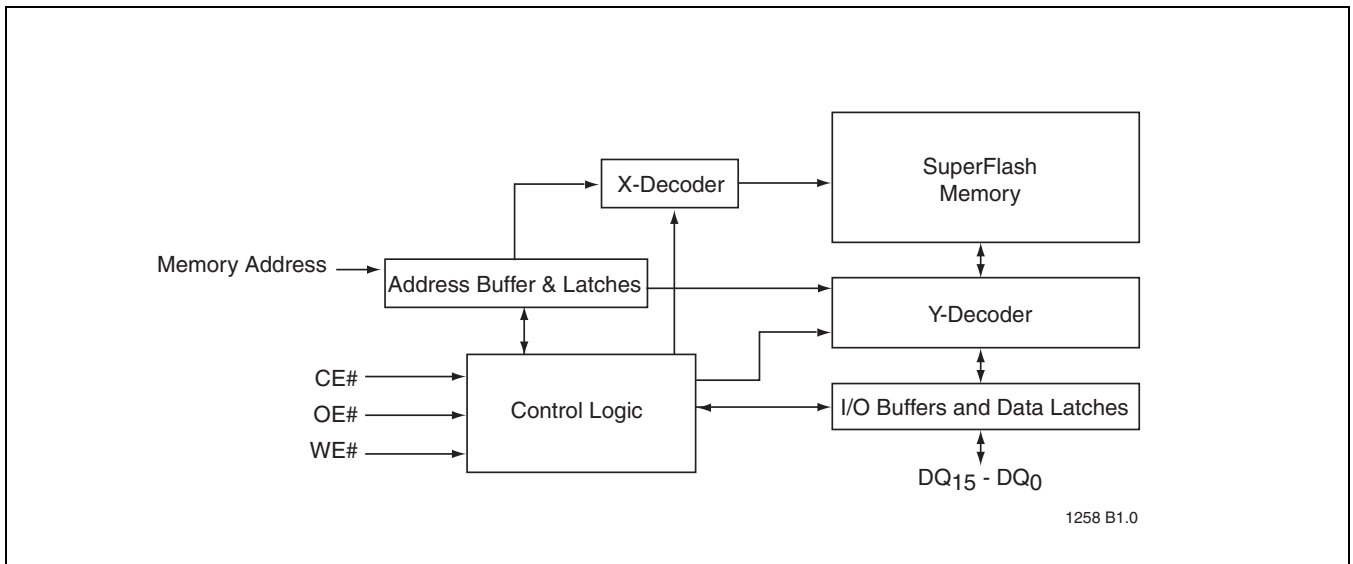 SuperFlash
Memory
X-Decoder
Memory Address
Address Buffer & Latches
Y-Decoder
CE#
OE#
WE#
Control Logic
I/O Buffers and Data Latches
DQ15 - DQ0
1258 B1.0